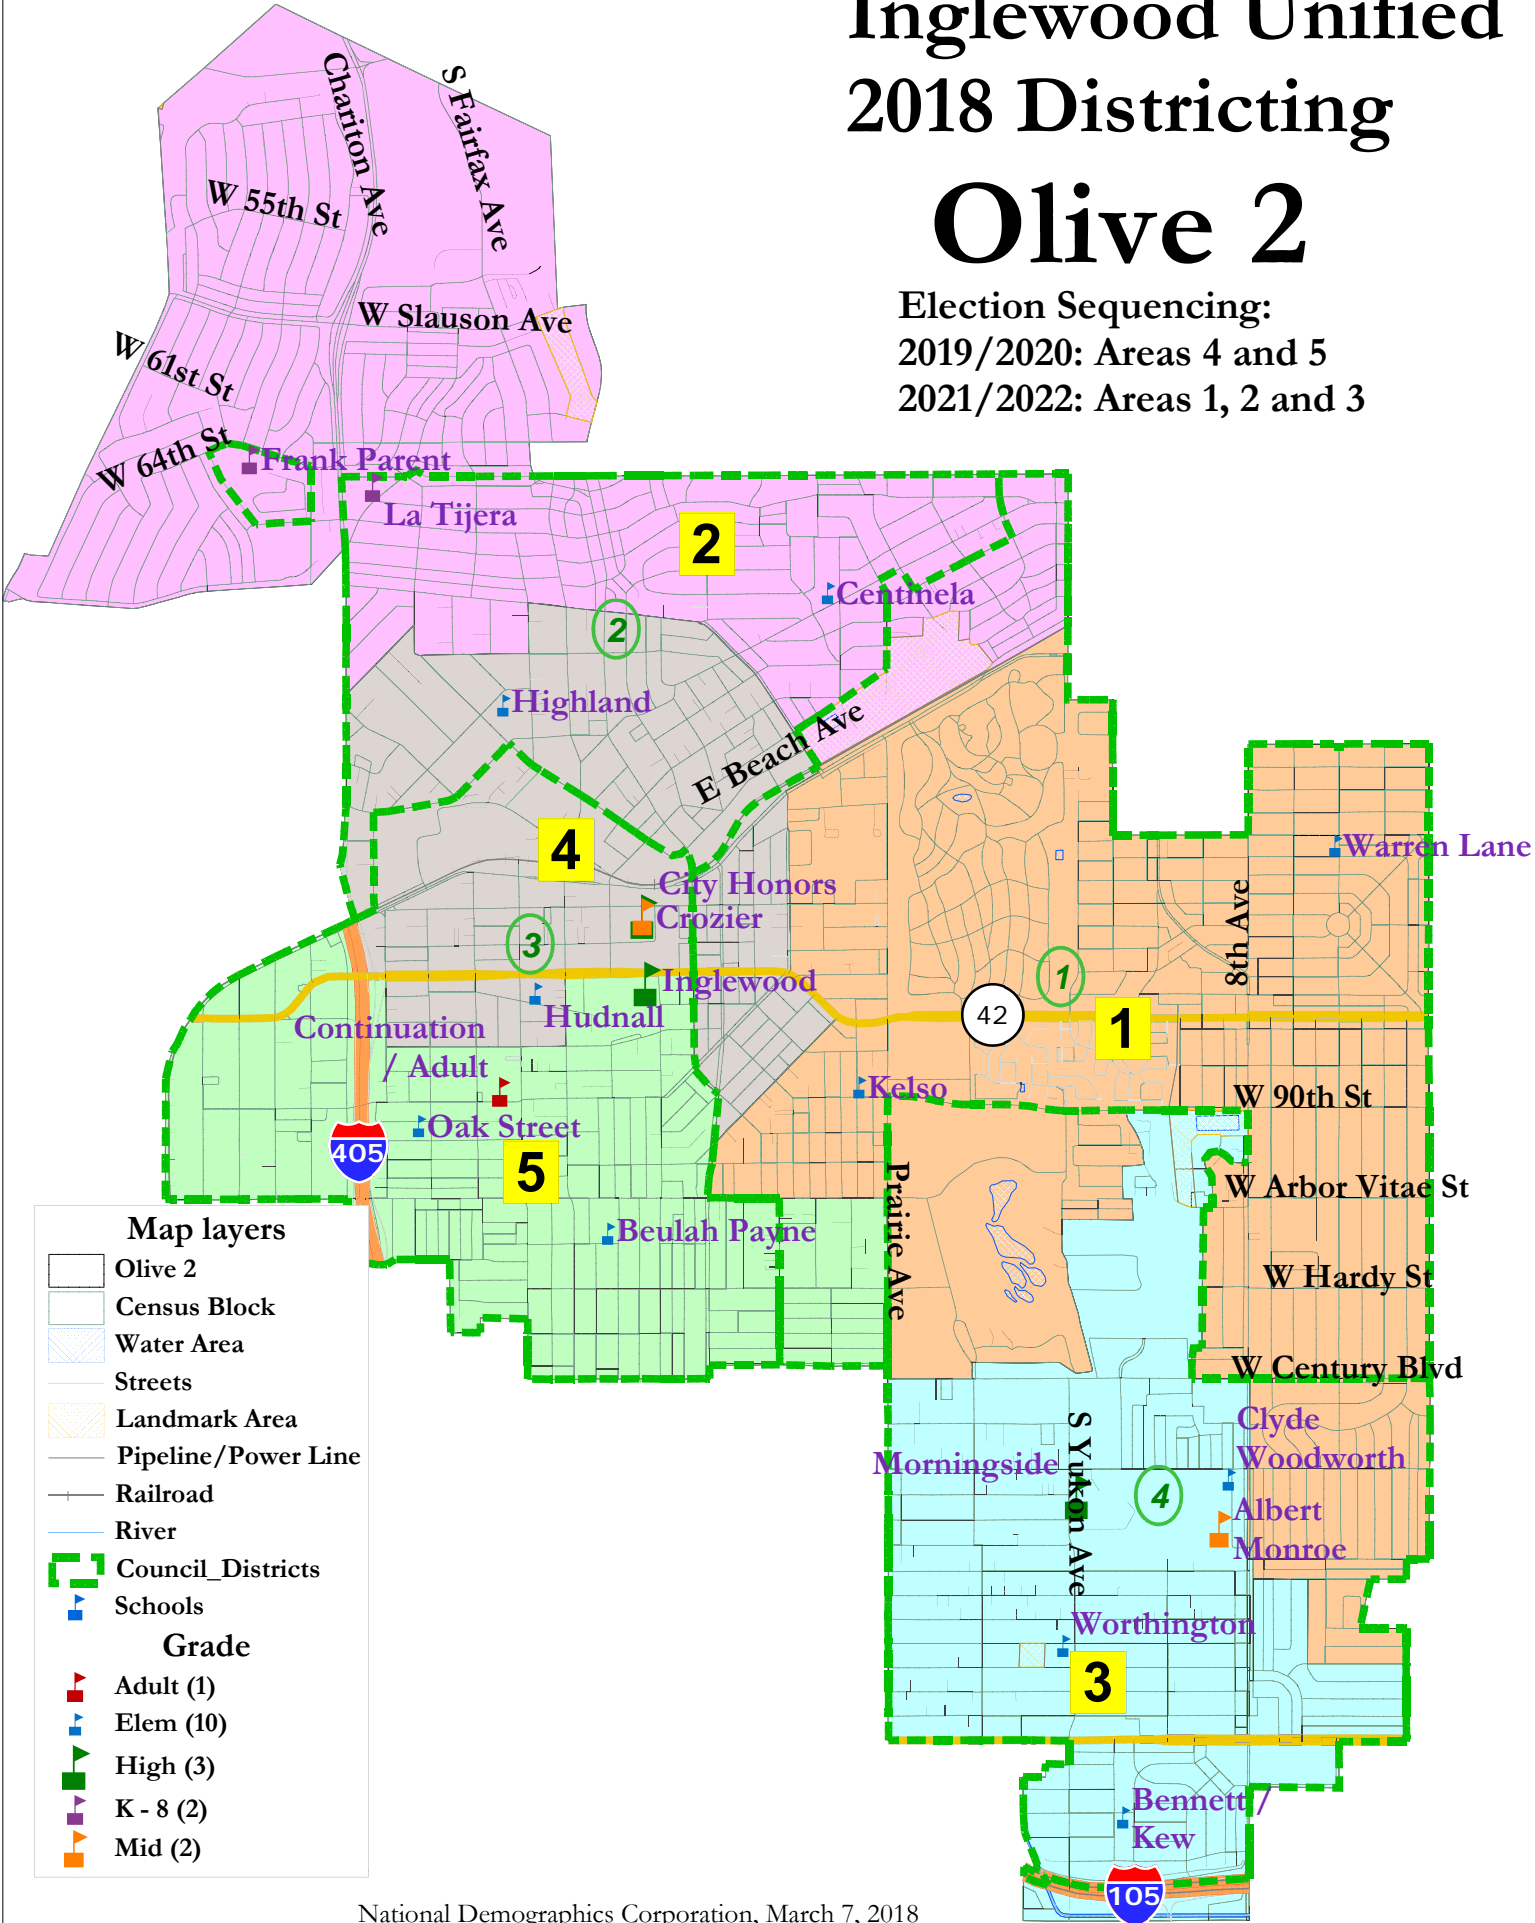 Inglewood Unified
2018 Districting
Olive 2
Election Sequencing:
2019/2020: Areas 4 and 5
2021/2022: Areas 1, 2 and 3
Chariton Ave
S Fairfax Ave
W 55th St
W Slauson Ave
W 61st St
W 64th St
Frank Parent
La Tijera
2
Centinela
2
Highland
E Beach Ave
4
Warren Lane
City Honors
Crozier
8th Ave
3
1
Inglewood
42
1
Hudnall
Continuation
/ Adult
Kelso
W 90th St
Oak Street
405
5
Prairie Ave
W Arbor Vitae St
Beulah Payne
W Hardy St
W Century Blvd
Clyde
Woodworth
S Yukon Ave
Morningside
4
Albert
Monroe
Worthington
3
Bennett /
Kew
105
Map layers
Olive 2
Census Block
Water Area
Streets
Landmark Area
Pipeline/Power Line
Railroad
River
Council_Districts
Schools
Grade
Adult (1)
Elem (10)
High (3)
K - 8 (2)
Mid (2)
National Demographics Corporation, March 7, 2018